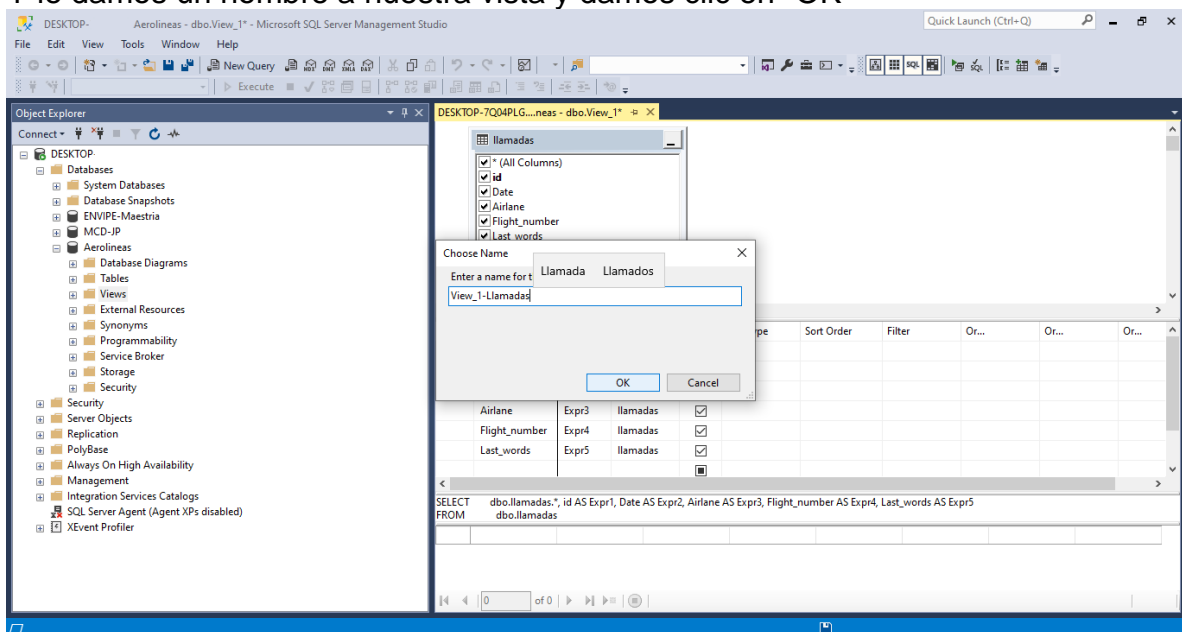 Y le damos un nombre a nuestra vista y damos clic en "OK"
DESKTOP- Aerolineas - dbo.View_1* - Microsoft SQL Server Management Studio
Quick Launch (Ctrl+Q)
File Edit View Tools Window Help
New Query
Execute
Object Explorer
DESKTOP-7Q04PLG....neas - dbo.View_1*
Connect
DESKTOP-
Databases
System Databases
Database Snapshots
ENVIPE-Maestria
MCD-JP
Aerolineas
Database Diagrams
Tables
Views
External Resources
Synonyms
Programmability
Service Broker
Storage
Security
Security
Server Objects
Replication
PolyBase
Always On High Availability
Management
Integration Services Catalogs
SQL Server Agent (Agent XPs disabled)
XEvent Profiler
llamadas
* (All Columns)
id
Date
Airlane
Flight_number
Last_words
Choose Name
Enter a name for t
Llamada Llamados
View_1-Llamadas
OK Cancel
pe Sort Order Filter Or... Or... Or...
Airlane Expr3 llamadas
Flight_number Expr4 llamadas
Last_words Expr5 llamadas
SELECT dbo.llamadas.*, id AS Expr1, Date AS Expr2, Airlane AS Expr3, Flight_number AS Expr4, Last_words AS Expr5
FROM dbo.llamadas
0 of 0